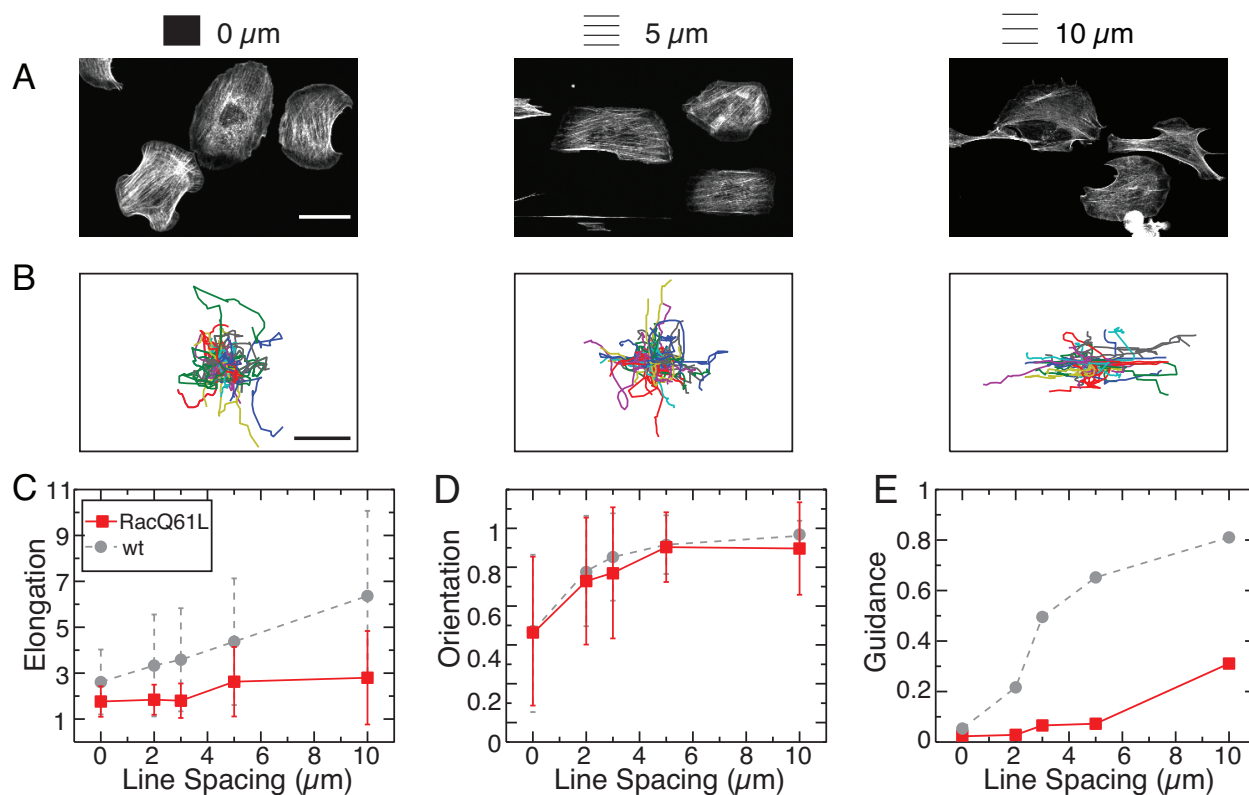 0 µm
5 µm
10 µm
A
B
C
11
9
7
5
3
1
Elongation
RacQ61L
wt
0
2
4
6
8
10
Line Spacing (µm)
D
1
0.8
0.6
0.4
0.2
0
Orientation
0
2
4
6
8
10
Line Spacing (µm)
E
1
0.8
0.6
0.4
0.2
0
Guidance
0
2
4
6
8
10
Line Spacing (µm)